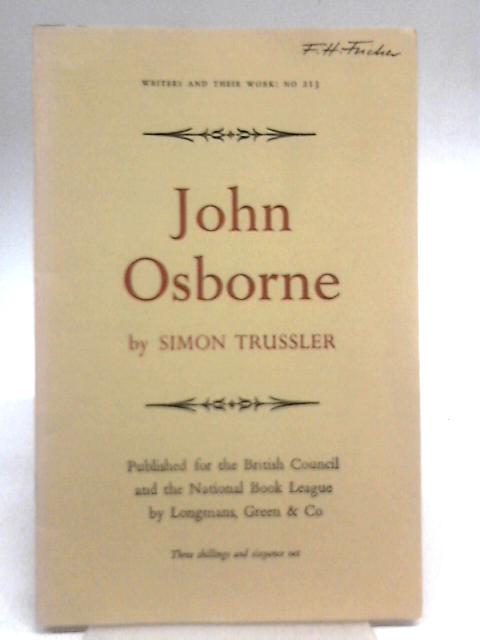 F. H. Fucher
WRITERS AND THEIR WORK: NO 213
John
Osborne
by SIMON TRUSSLER
Published for the British Council
and the National Book League
by Longmans, Green & Co
Three shillings and sixpence net